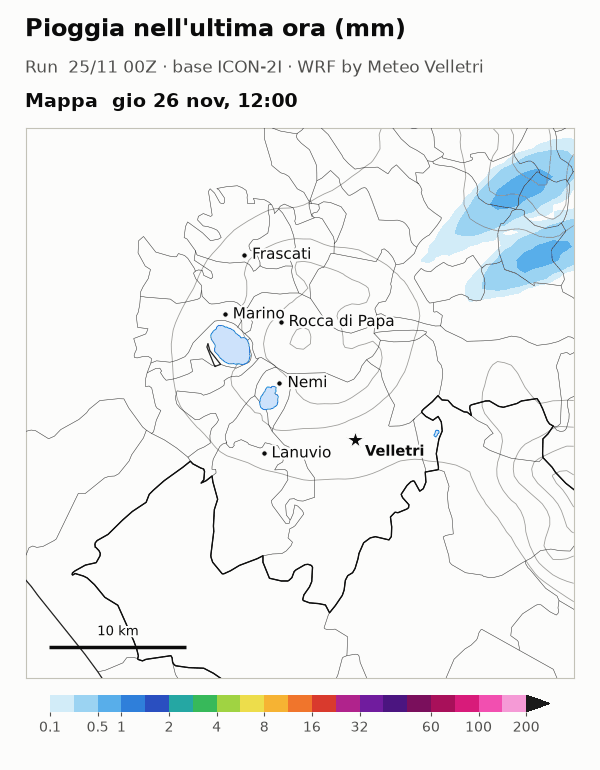 Pioggia nell'ultima ora (mm)
Run  25/11 00Z · base ICON-2I · WRF by Meteo Velletri
Mappa  gio 26 nov, 12:00
Frascati
Marino
Rocca di Papa
Nemi
Velletri
Lanuvio
10 km
0.1 0.5 1 2 4 8 16 32 60 100 200